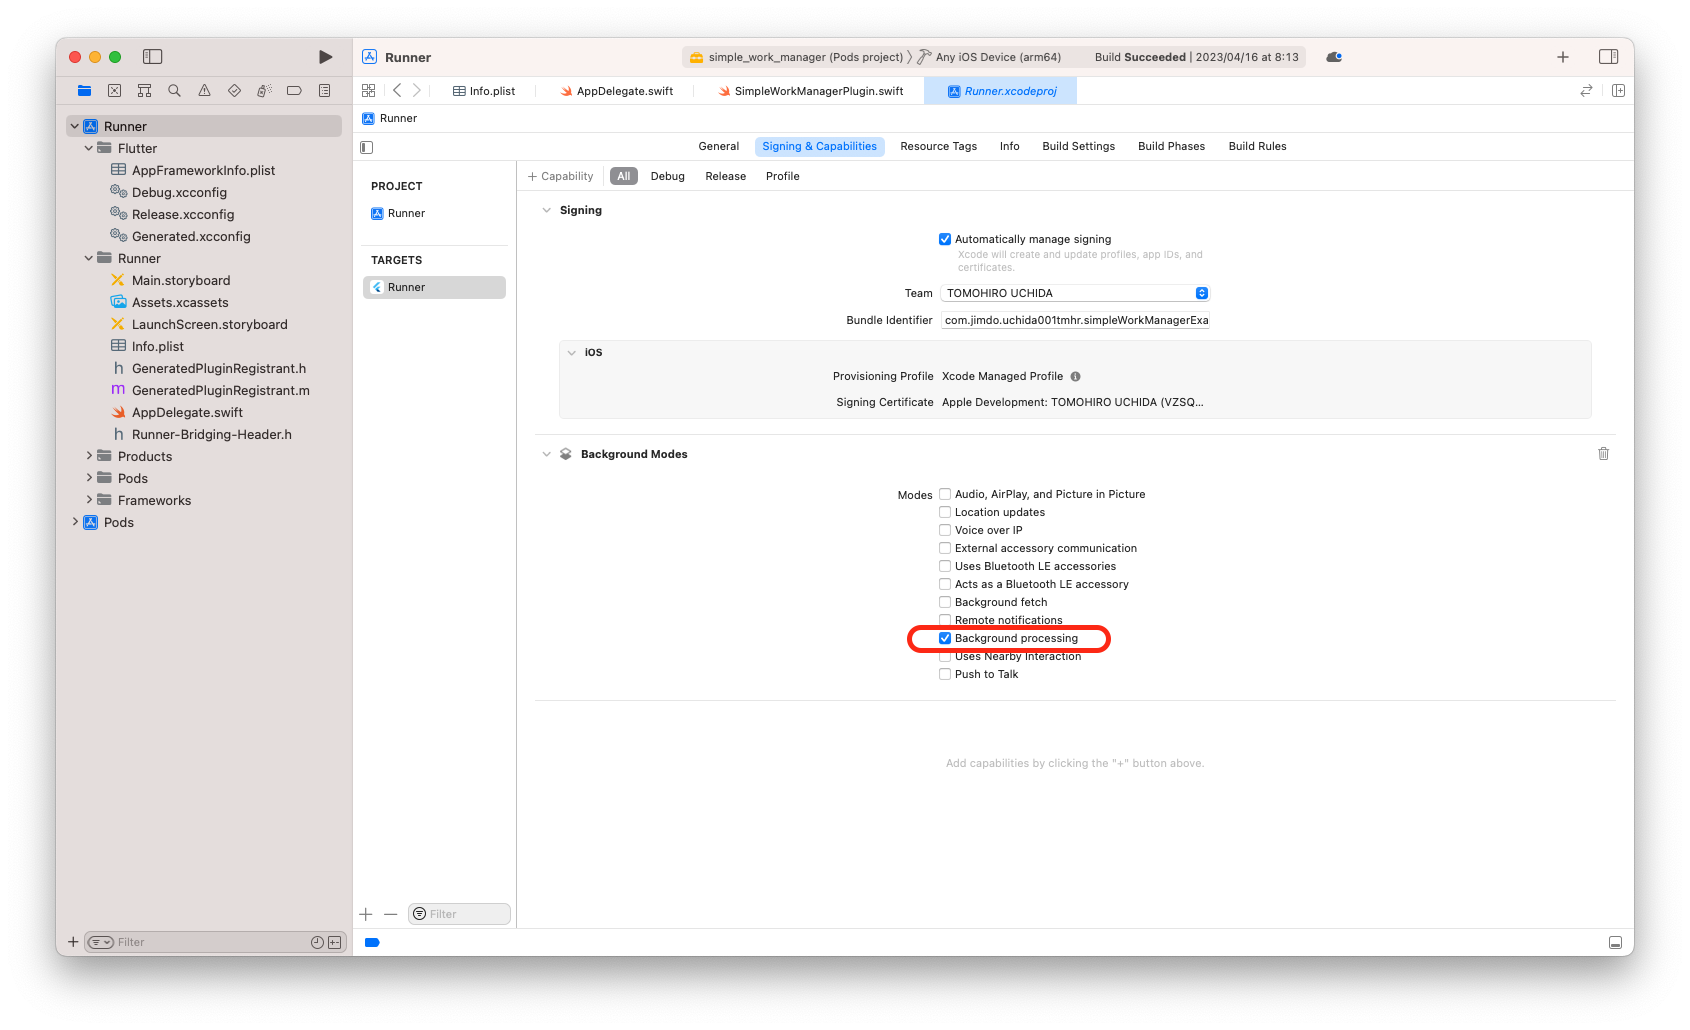 Runner
simple_work_manager (Pods project) 〉 Any iOS Device (arm64)
Build Succeeded | 2023/04/16 at 8:13
Info.plist
AppDelegate.swift
SimpleWorkManagerPlugin.swift
Runner.xcodeproj
Runner
Flutter
AppFrameworkInfo.plist
Debug.xcconfig
Release.xcconfig
Generated.xcconfig
Runner
Main.storyboard
Assets.xcassets
LaunchScreen.storyboard
Info.plist
h GeneratedPluginRegistrant.h
m GeneratedPluginRegistrant.m
AppDelegate.swift
h Runner-Bridging-Header.h
Products
Pods
Frameworks
Pods
Filter
Runner
General Signing & Capabilities Resource Tags Info Build Settings Build Phases Build Rules
PROJECT
Runner
TARGETS
Runner
Filter
+ Capability All Debug Release Profile
Signing
Automatically manage signing
Xcode will create and update profiles, app IDs, and
certificates.
Team TOMOHIRO UCHIDA
Bundle Identifier com.jimdo.uchida001tmhr.simpleWorkManagerExa
iOS
Provisioning Profile Xcode Managed Profile
Signing Certificate Apple Development: TOMOHIRO UCHIDA (VZSQ...
Background Modes
Modes Audio, AirPlay, and Picture in Picture
Location updates
Voice over IP
External accessory communication
Uses Bluetooth LE accessories
Acts as a Bluetooth LE accessory
Background fetch
Remote notifications
Background processing
Uses Nearby Interaction
Push to Talk
Add capabilities by clicking the "+" button above.